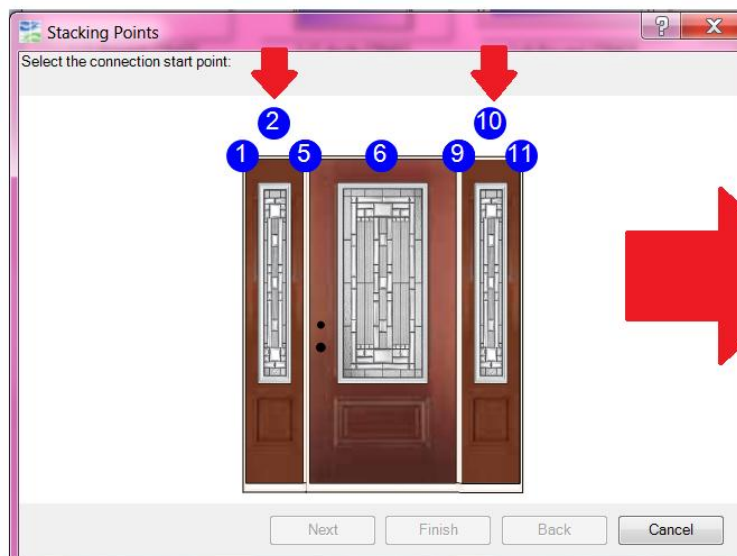 Stacking Points
Select the connection start point:
2 10
1 5 6 9 11
Next Finish Back Cancel